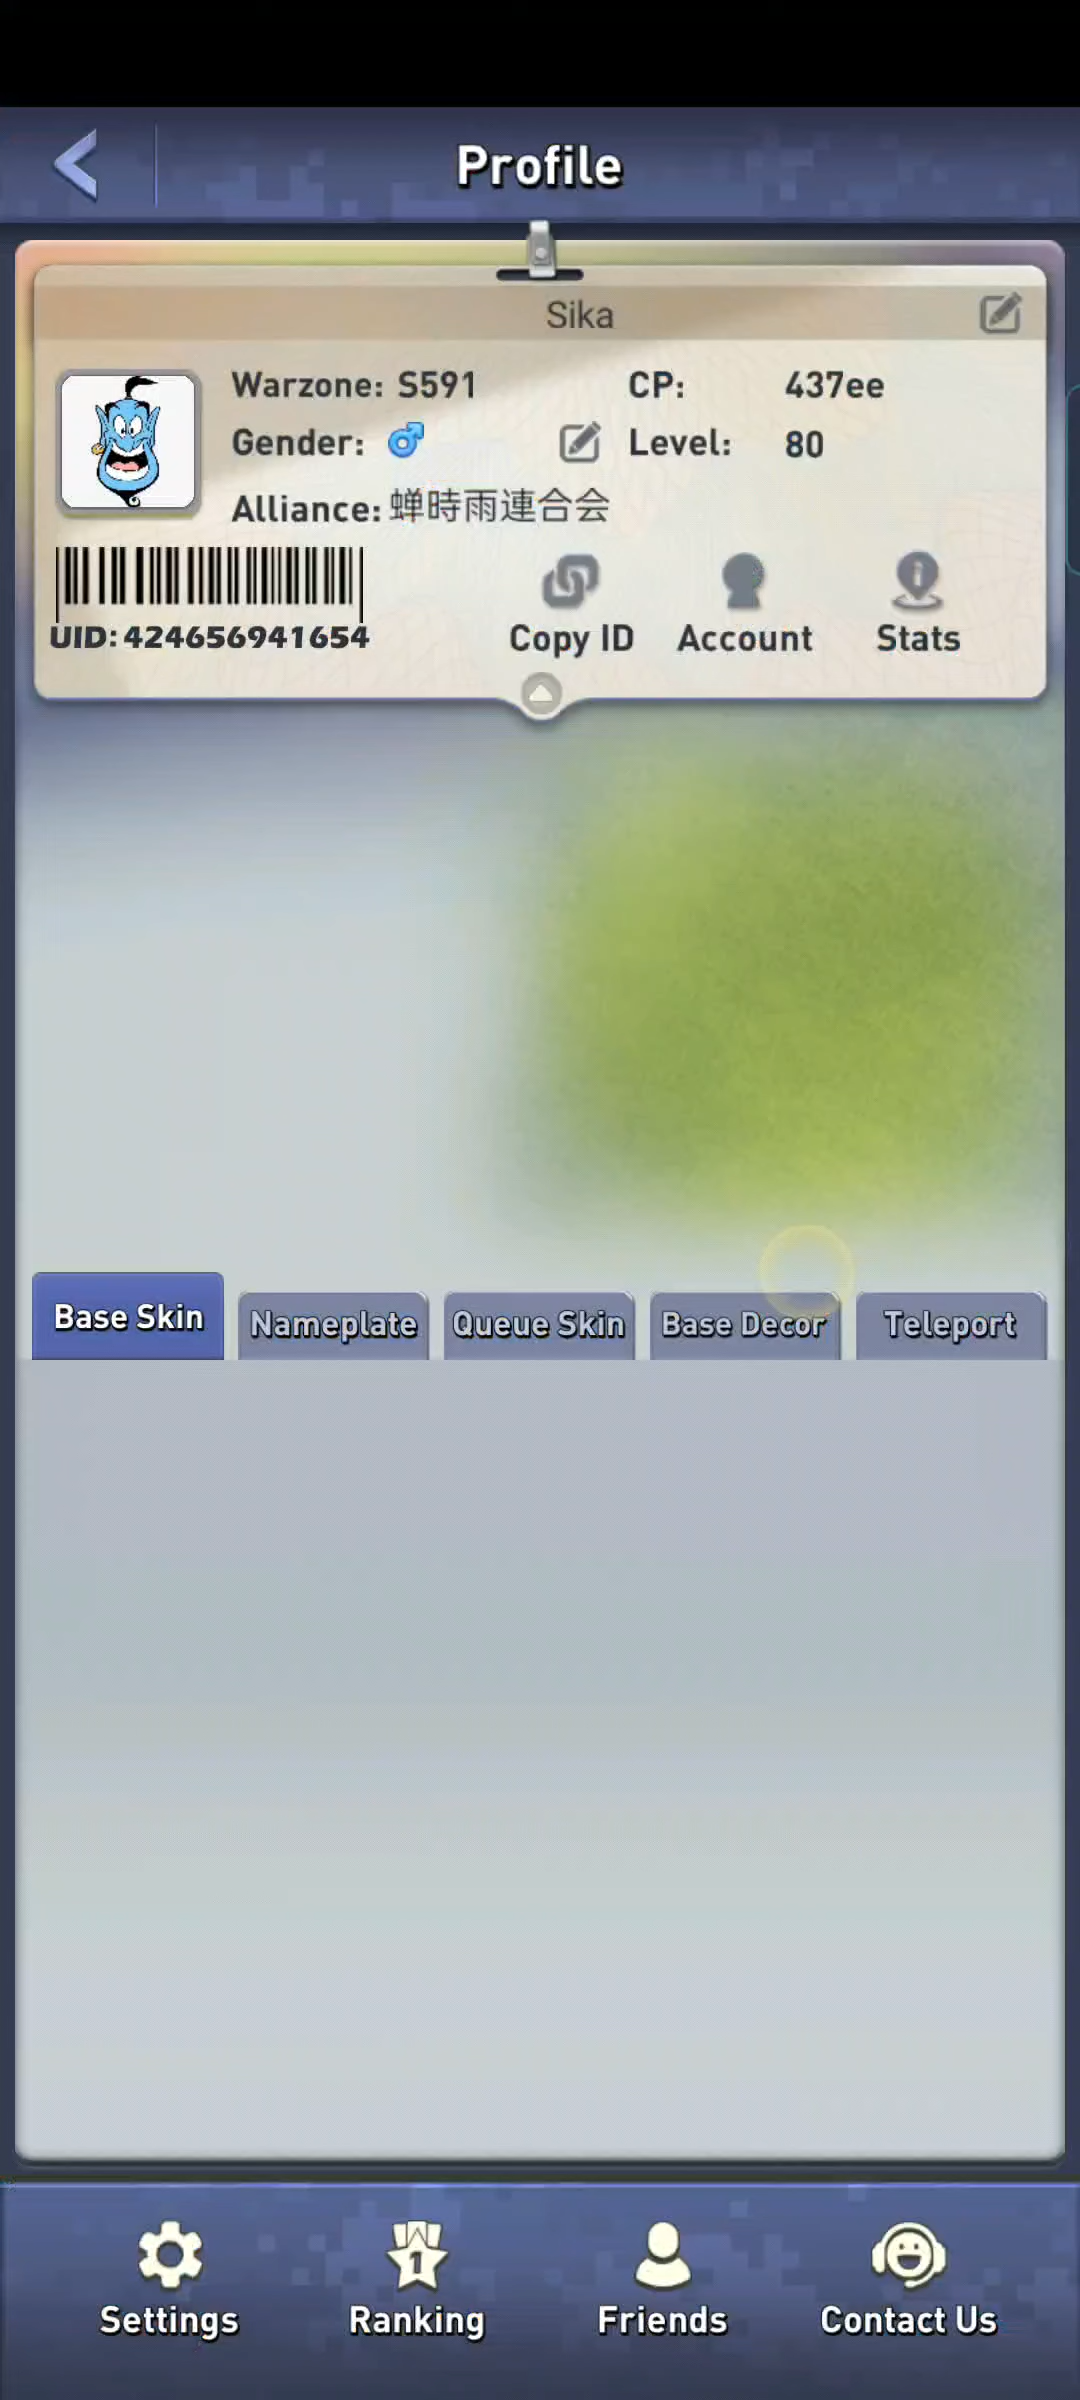 Profile
Sika
Warzone: S591
CP: 437ee
Gender:
Level: 80
Alliance: 蝉時雨連合会
UID: 424656941654
Copy ID
Account
Stats
Base Skin
Nameplate
Queue Skin
Base Decor
Teleport
Settings
Ranking
Friends
Contact Us